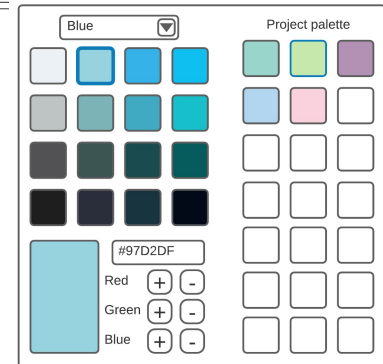 Blue
Project palette
#97D2DF
Red + -
Green + -
Blue + -